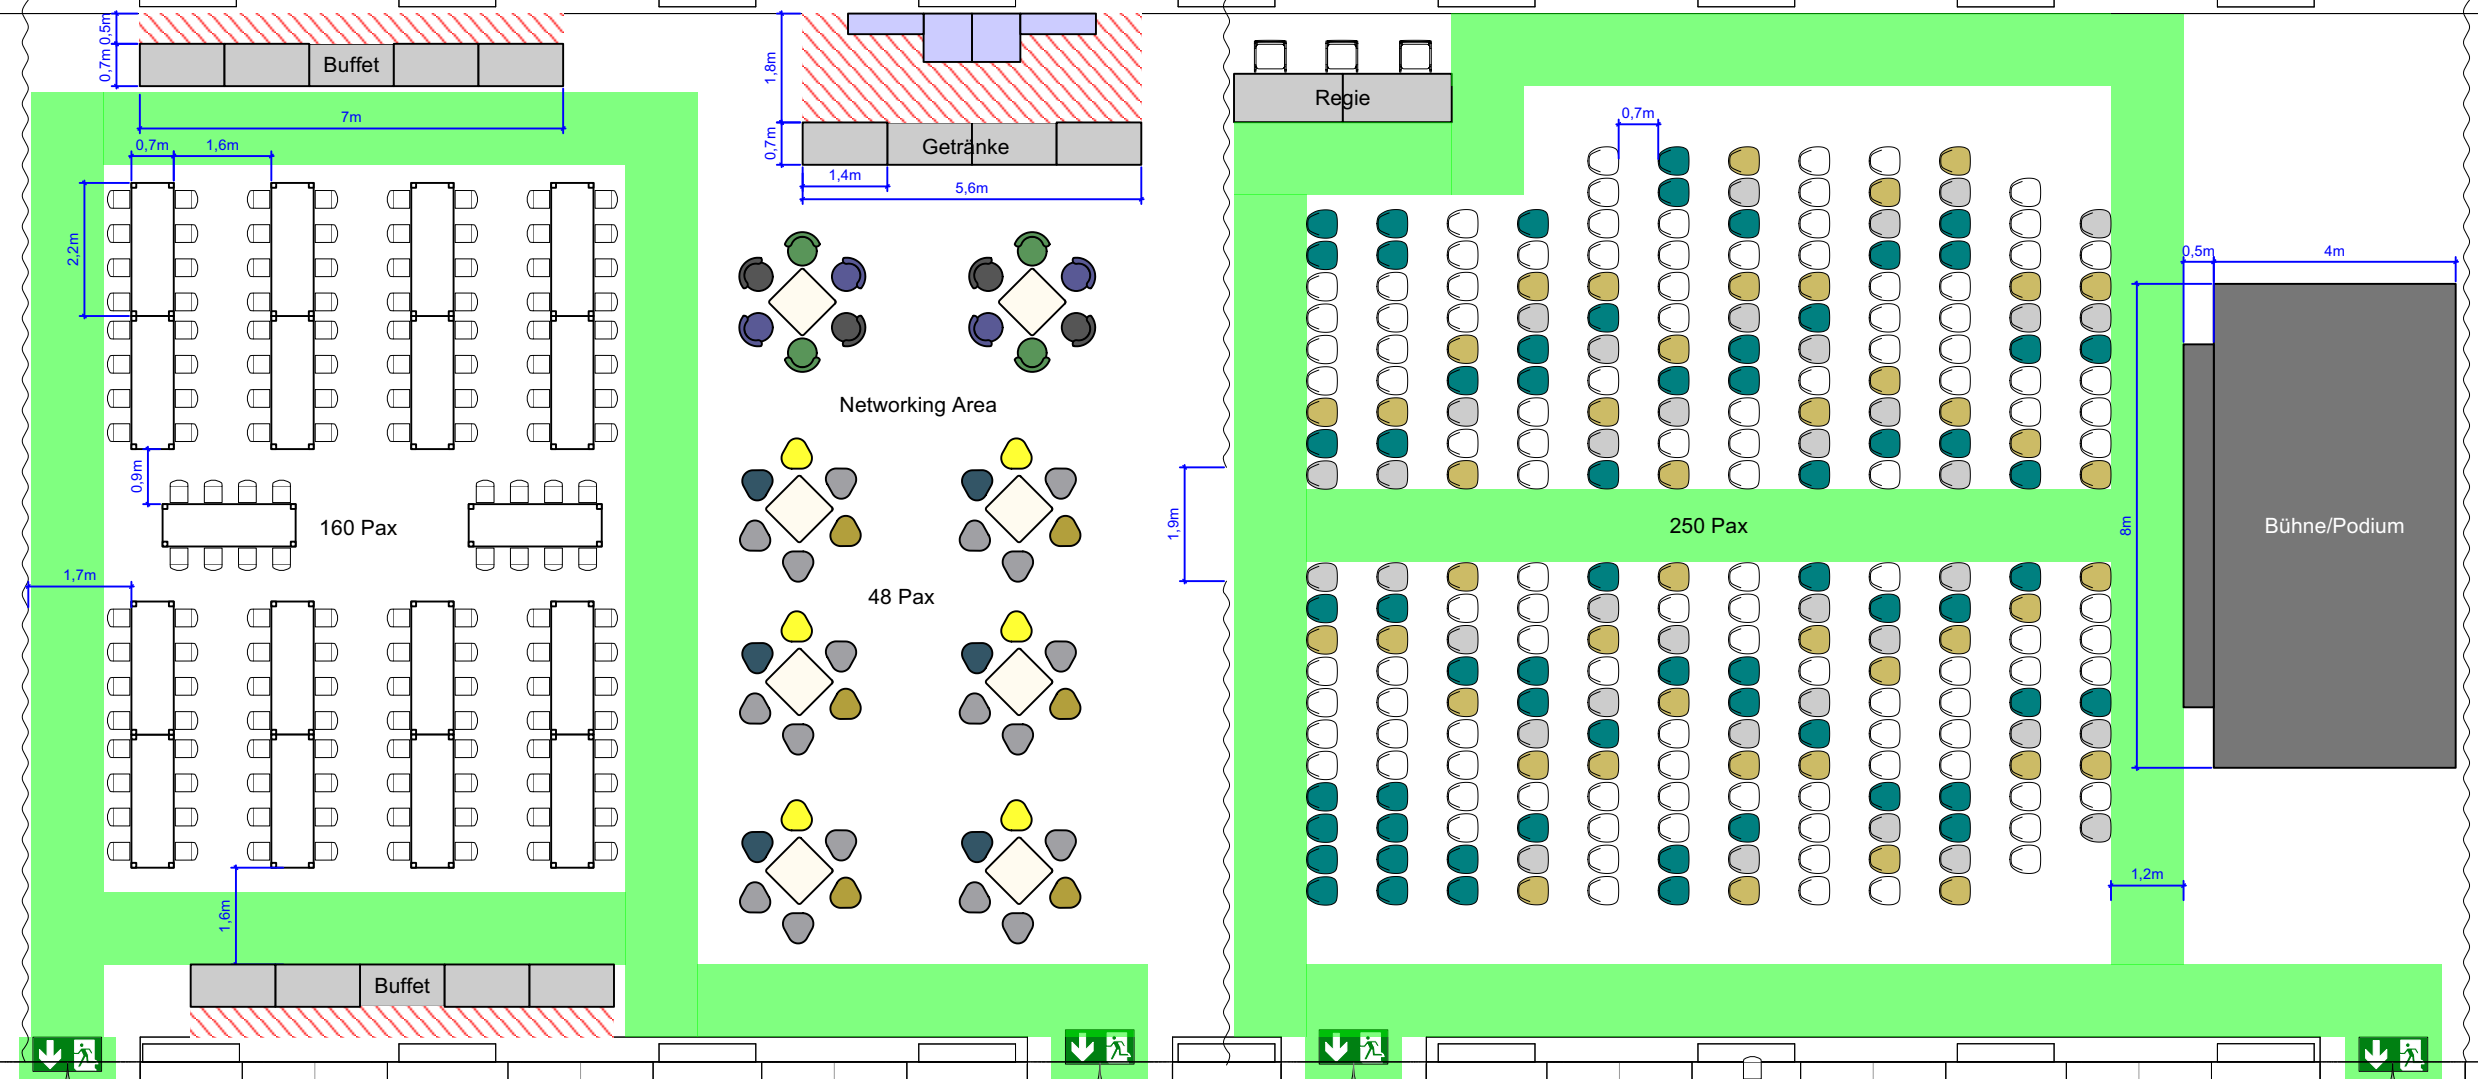 0,5m
0,7m
Buffet
7m
0,7m
1,6m
2,2m
0,9m
160 Pax
1,7m
1,6m
Buffet
1,8m
0,7m
Getränke
1,4m
5,6m
Networking Area
48 Pax
1,9m
Regie
0,7m
250 Pax
1,2m
0,5m
4m
8m
Bühne/Podium